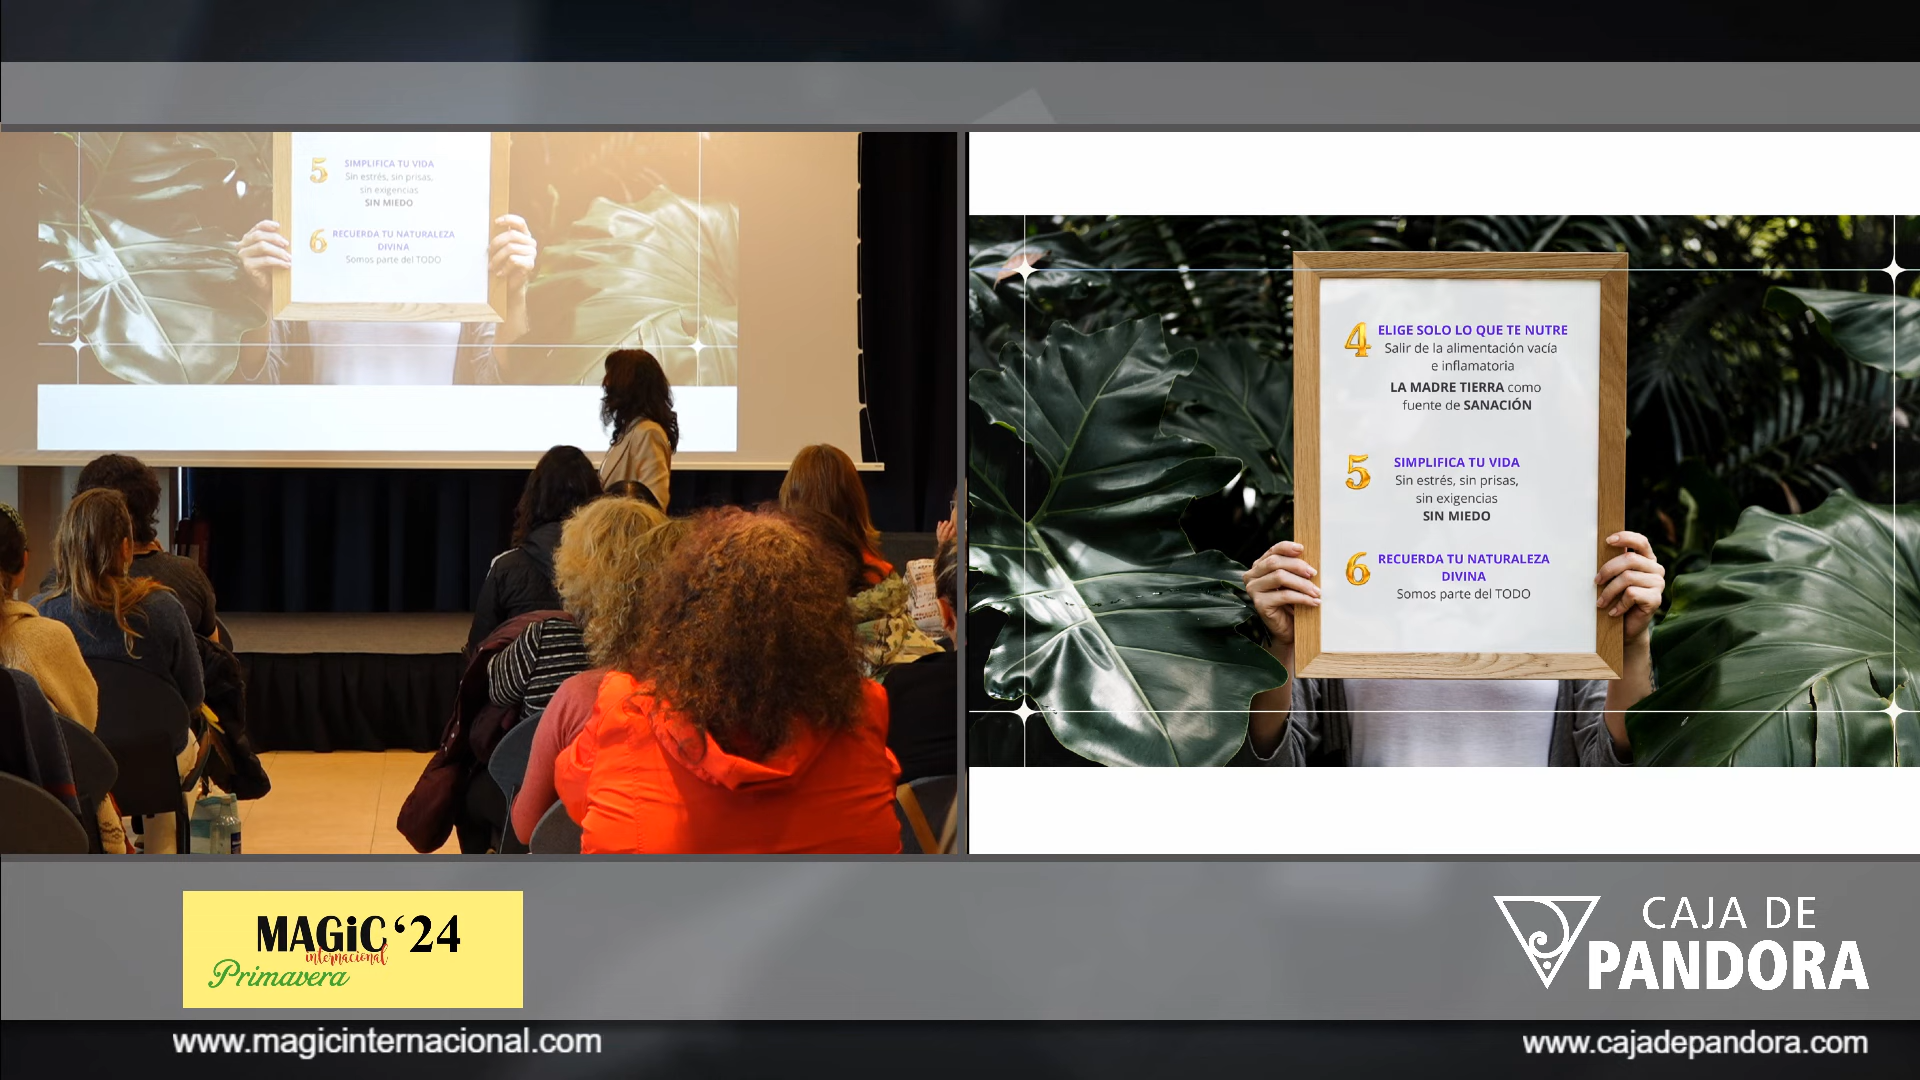 5 SIMPLIFICA TU VIDA
Sin estrés, sin prisas,
sin exigencias
SIN MIEDO
6 RECUERDA TU NATURALEZA
DIVINA
Somos parte del TODO
4 ELIGE SOLO LO QUE TE NUTRE
Salir de la alimentación vacía
e inflamatoria
LA MADRE TIERRA como
fuente de SANACIÓN
5 SIMPLIFICA TU VIDA
Sin estrés, sin prisas,
sin exigencias
SIN MIEDO
6 RECUERDA TU NATURALEZA
DIVINA
Somos parte del TODO
MAGiC ‘24
internacional
Primavera
CAJA DE
PANDORA
www.magicinternacional.com
www.cajadepandora.com